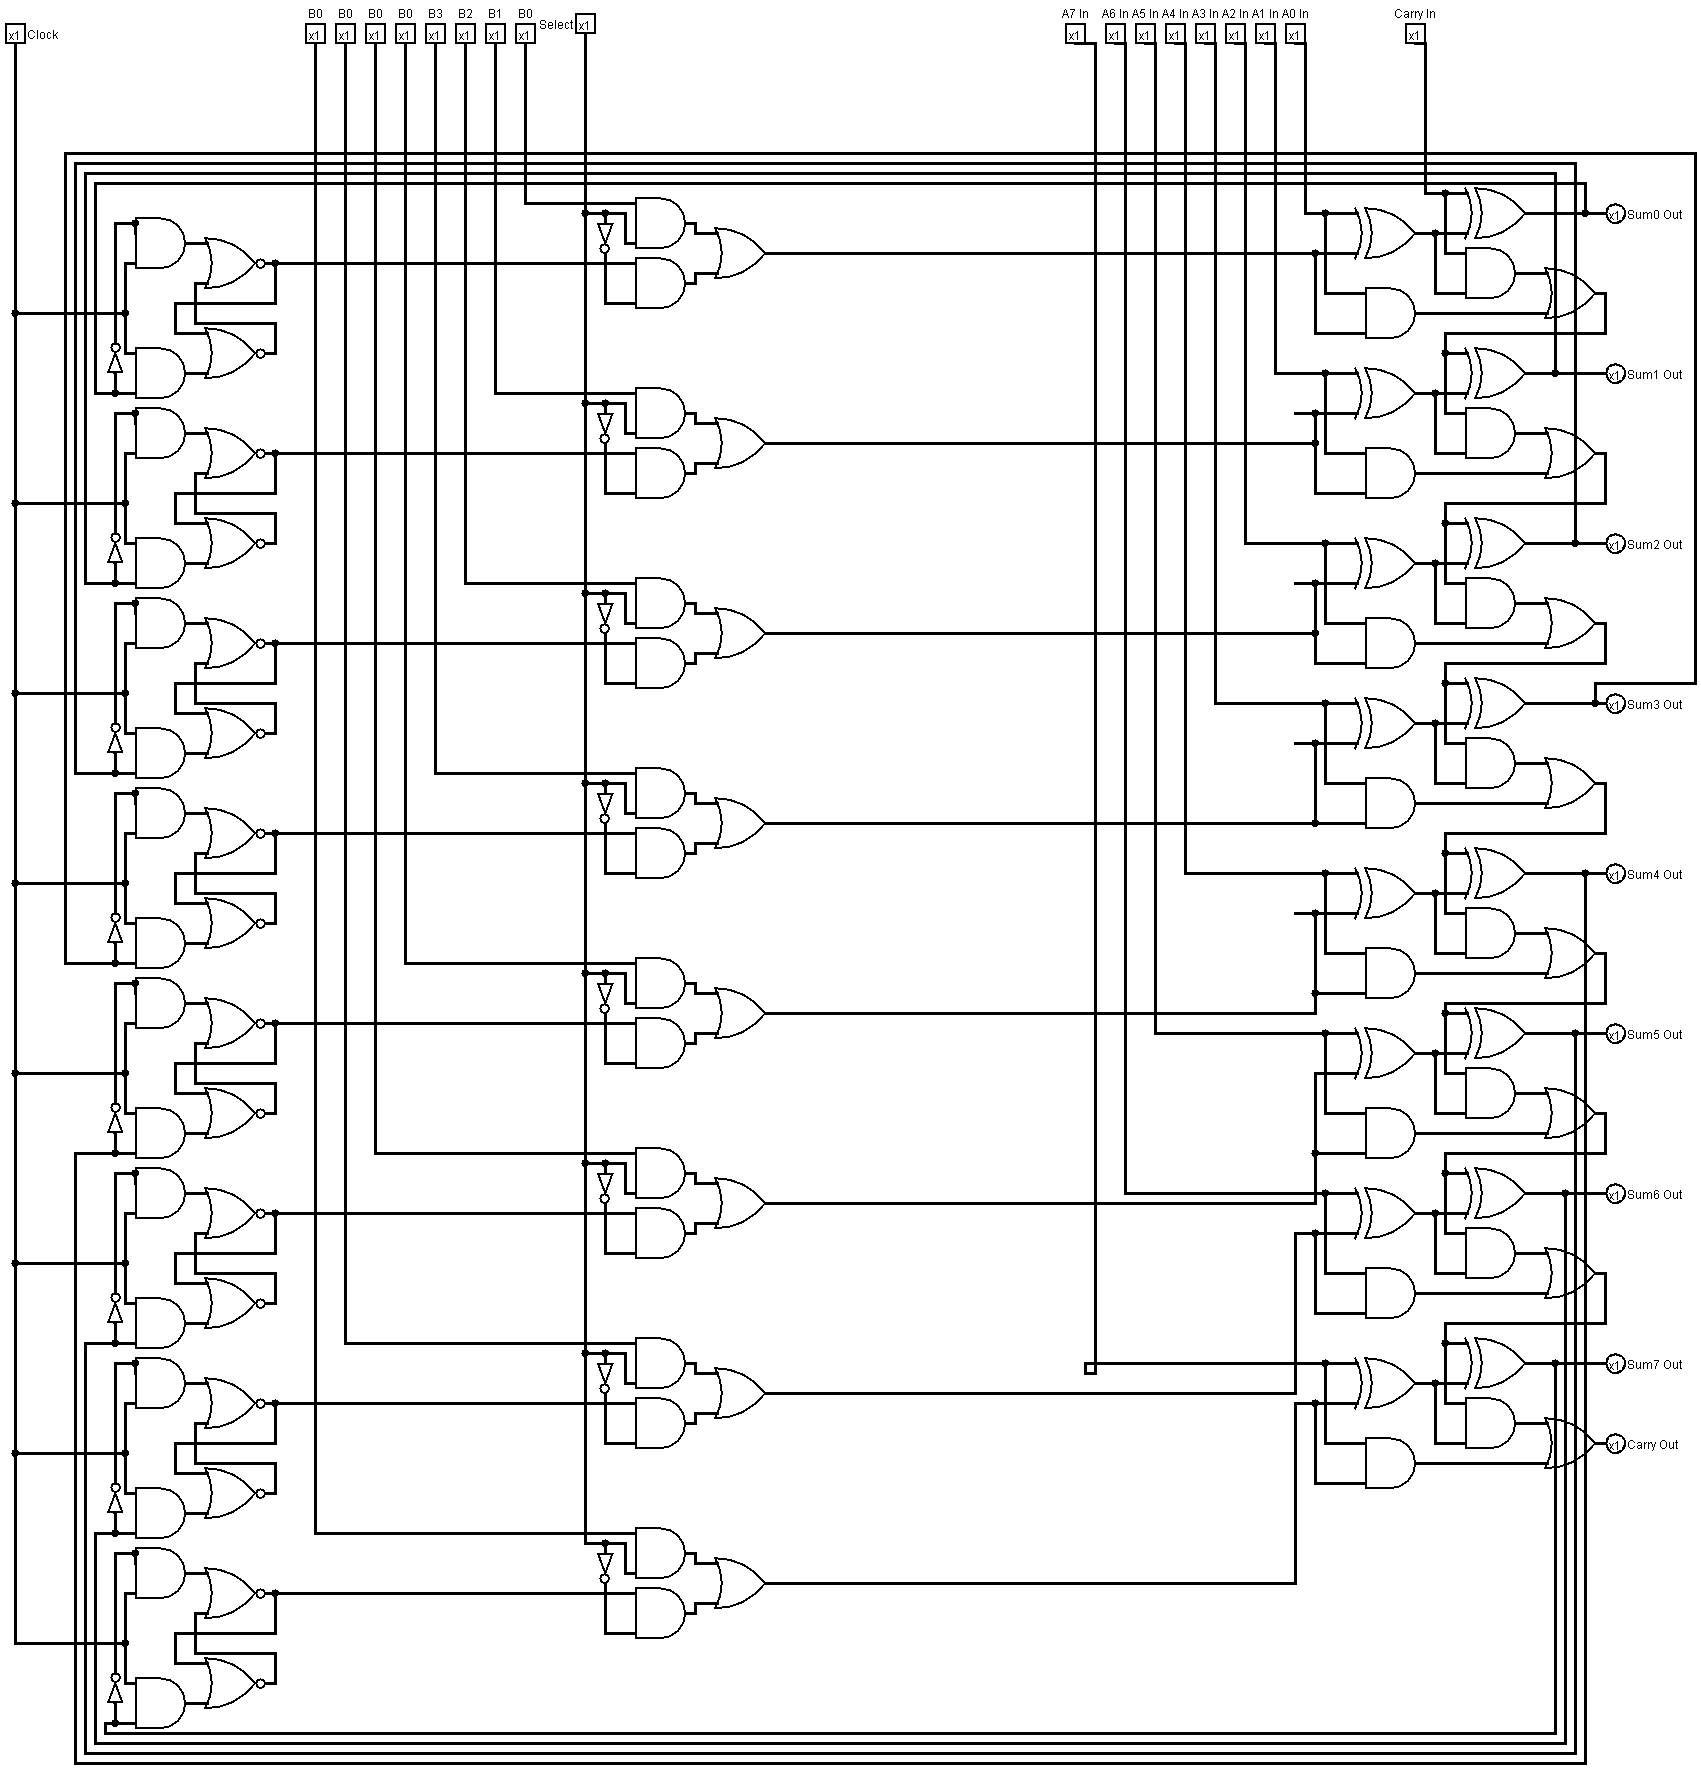 B0 B0 B0 B0 B3 B2 B1 B0 A7 In A6 In A5 In A4 In A3 In A2 In A1 In A0 In Carry In
x1 Clock x1 x1 x1 x1 x1 x1 x1 x1 Select x1 x1 x1 x1 x1 x1 x1 x1 x1 x1
x1 Sum0 Out
x1 Sum1 Out
x1 Sum2 Out
x1 Sum3 Out
x1 Sum4 Out
x1 Sum5 Out
x1 Sum6 Out
x1 Sum7 Out
x1 Carry Out